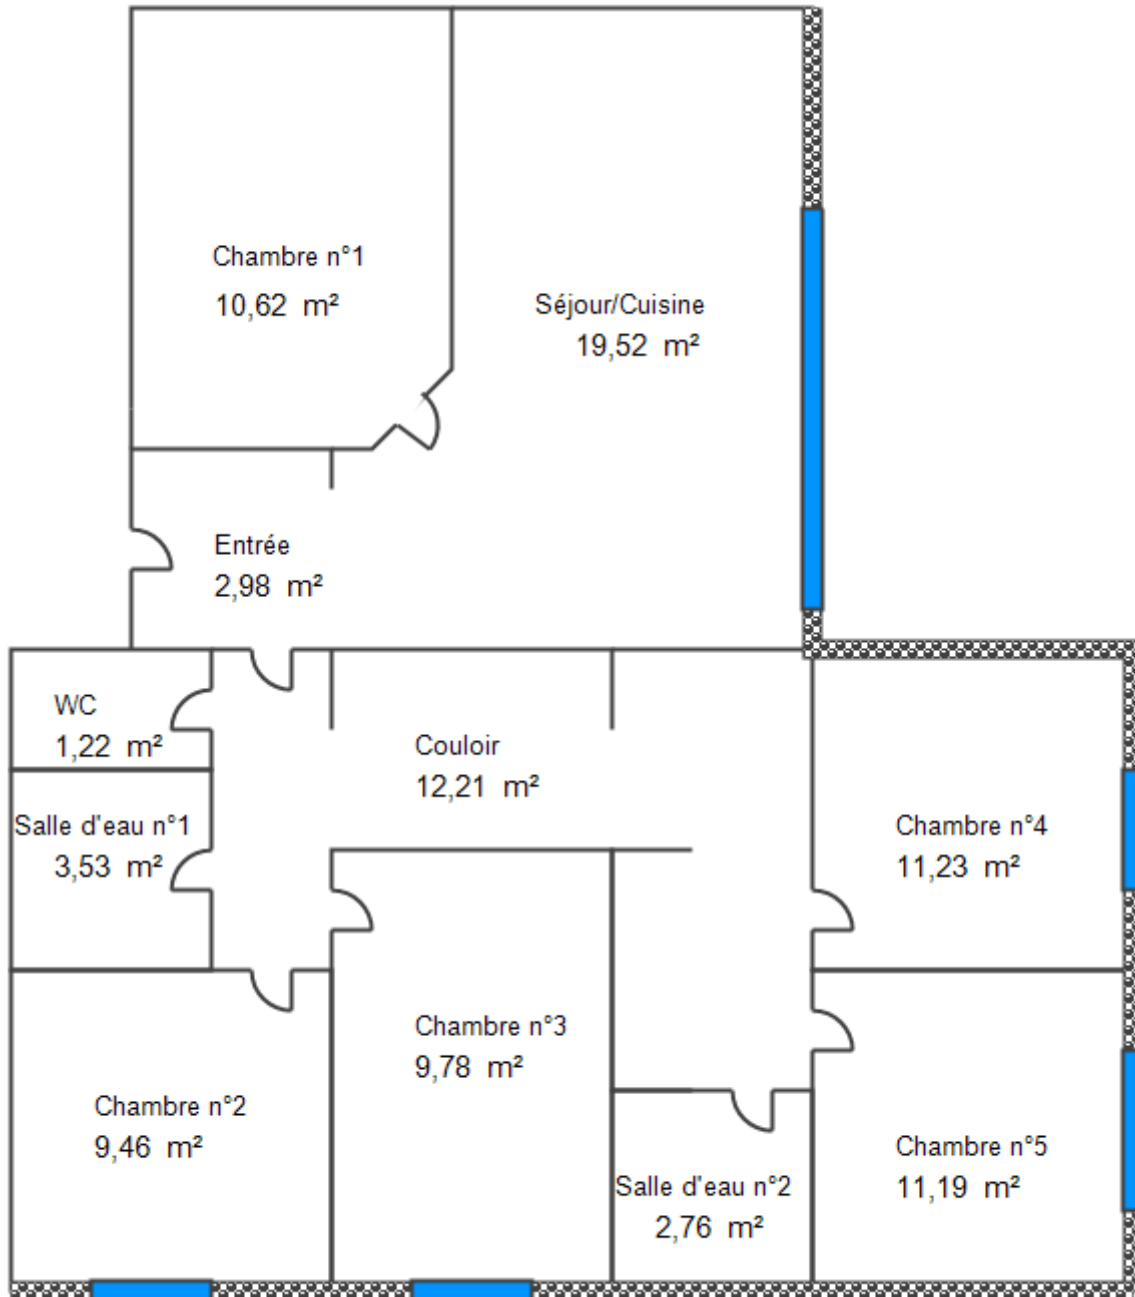 Chambre n°1
10,62 m²
Séjour/Cuisine
19,52 m²
Entrée
2,98 m²
WC
1,22 m²
Couloir
12,21 m²
Salle d'eau n°1
3,53 m²
Chambre n°4
11,23 m²
Chambre n°3
9,78 m²
Chambre n°2
9,46 m²
Chambre n°5
11,19 m²
Salle d'eau n°2
2,76 m²